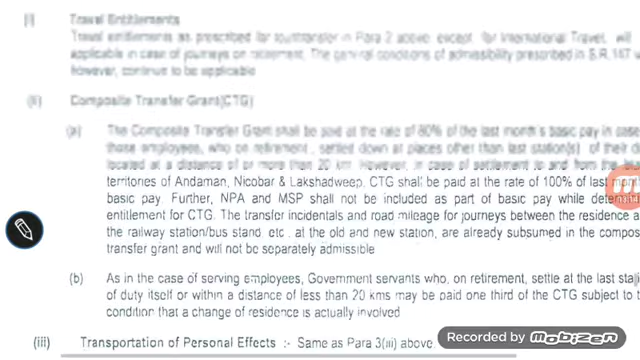 (i) Travel Entitlements
Travel entitlements as prescribed for tour/transfer in Para 2 above, except for International Travel, will
applicable in case of journeys on retirement. The general conditions of admissibility prescribed in S.R.147 w
however, continue to be applicable
(ii) Composite Transfer Grant (CTG)
(a) The Composite Transfer Grant shall be paid at the rate of 80% of the last month's basic pay in case
those employees, who on retirement, settled down at places other than last station(s) of their du
located at a distance of or more than 20 km. However, in case of settlement to and from the
territories of Andaman, Nicobar & Lakshadweep, CTG shall be paid at the rate of 100% of last mont
basic pay. Further, NPA and MSP shall not be included as part of basic pay while determin
entitlement for CTG. The transfer incidentals and road mileage for journeys between the residence a
the railway station/bus stand, etc., at the old and new station, are already subsumed in the compos
transfer grant and will not be separately admissible
(b) As in the case of serving employees, Government servants who, on retirement, settle at the last stati
of duty itself or within a distance of less than 20 kms may be paid one third of the CTG subject to t
condition that a change of residence is actually involved
(iii) Transportation of Personal Effects :- Same as Para 3(iii) above.
Recorded by Mobizen